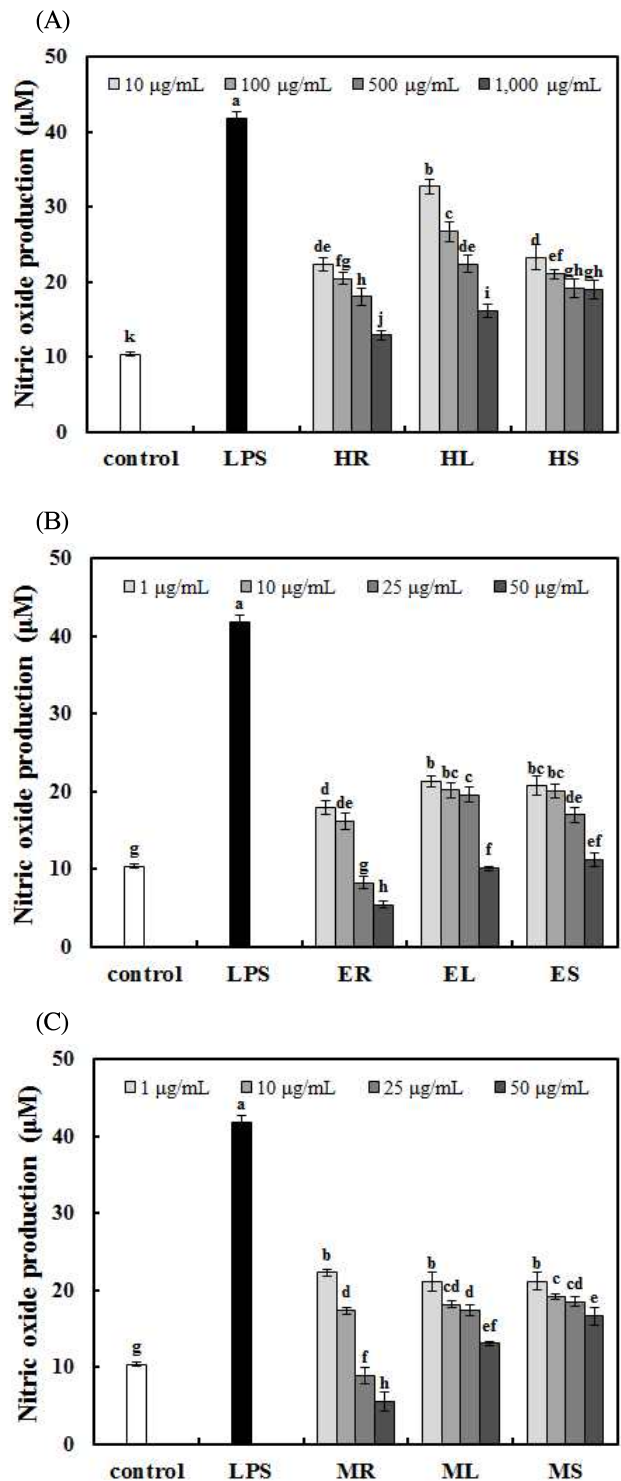 (A)
Nitric oxide production (μM)
50
40
30
20
10
0
10 μg/mL 100 μg/mL 500 μg/mL 1,000 μg/mL
k
a
de fg h j
b c de i
d ef gh gh
control LPS HR HL HS
(B)
Nitric oxide production (μM)
50
40
30
20
10
0
1 μg/mL 10 μg/mL 25 μg/mL 50 μg/mL
g
a
d de g h
b bc c f
bc bc de ef
control LPS ER EL ES
(C)
Nitric oxide production (μM)
50
40
30
20
10
0
1 μg/mL 10 μg/mL 25 μg/mL 50 μg/mL
g
a
b d f h
b cd d ef
b c cd e
control LPS MR ML MS